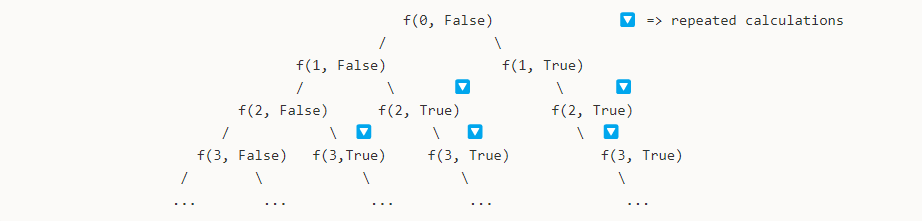 f(0, False) 🔽 => repeated calculations
/ \
f(1, False) f(1, True)
/ \ 🔽 \ 🔽
f(2, False) f(2, True) f(2, True)
/ \ 🔽 \ 🔽 \ 🔽
f(3, False) f(3,True) f(3, True) f(3, True)
/ \ \ \ \
... ... ... ... ...